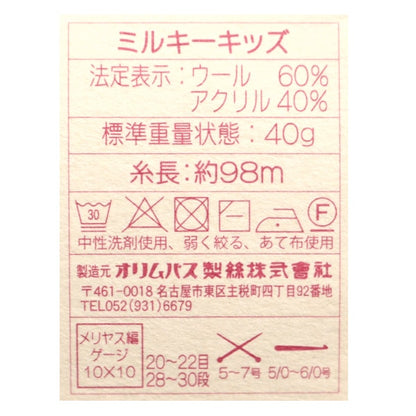 ミルキーキッズ
法定表示：ウール 60%
アクリル 40%
標準重量状態：40g
糸長：約98m
30 F
中性洗剤使用、弱く絞る、あて布使用
製造元 オリムパス製絲株式會社
〒461-0018 名古屋市東区主税町四丁目92番地
TEL052(931)6679
メリヤス編
ゲージ
10×10
20～22目
28～30段
5～7号
5/0～6/0号